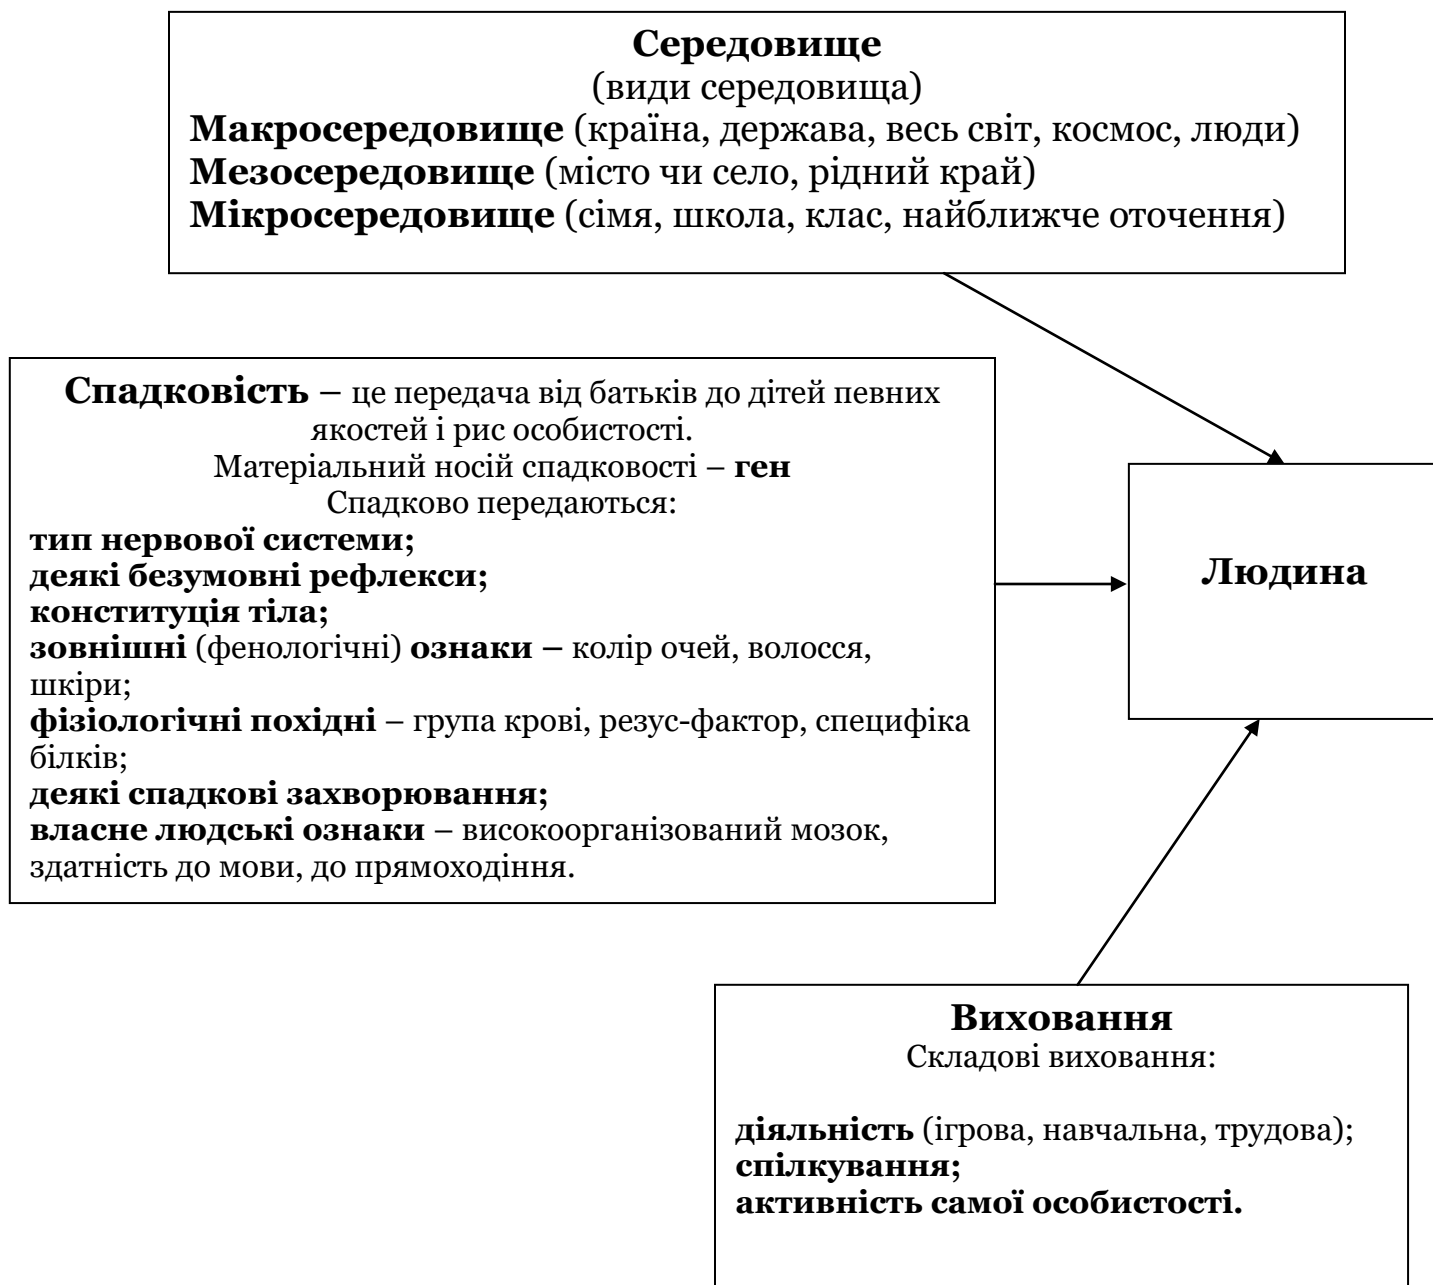 Середовище
(види середовища)
Макросередовище (країна, держава, весь світ, космос, люди)
Мезосередовище (місто чи село, рідний край)
Мікросередовище (сімя, школа, клас, найближче оточення)
Спадковість – це передача від батьків до дітей певних
якостей і рис особистості.
Матеріальний носій спадковості – ген
Спадково передаються:
тип нервової системи;
деякі безумовні рефлекси;
конституція тіла;
зовнішні (фенологічні) ознаки – колір очей, волосся,
шкіри;
фізіологічні похідні – група крові, резус-фактор, специфіка
білків;
деякі спадкові захворювання;
власне людські ознаки – високоорганізований мозок,
здатність до мови, до прямоходіння.
Людина
Виховання
Складові виховання:
діяльність (ігрова, навчальна, трудова);
спілкування;
активність самої особистості.